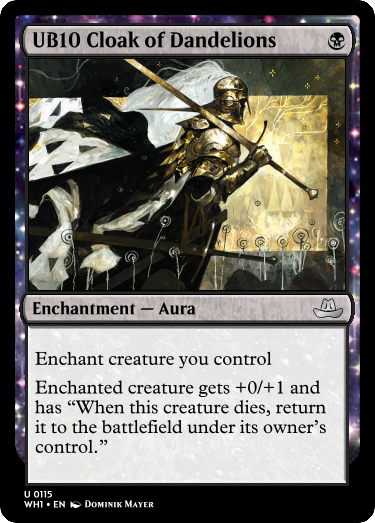 UB10 Cloak of Dandelions
Enchantment — Aura
Enchant creature you control
Enchanted creature gets +0/+1 and
has “When this creature dies, return
it to the battlefield under its owner’s
control.”
U 0115
WH1 • EN Dominik Mayer